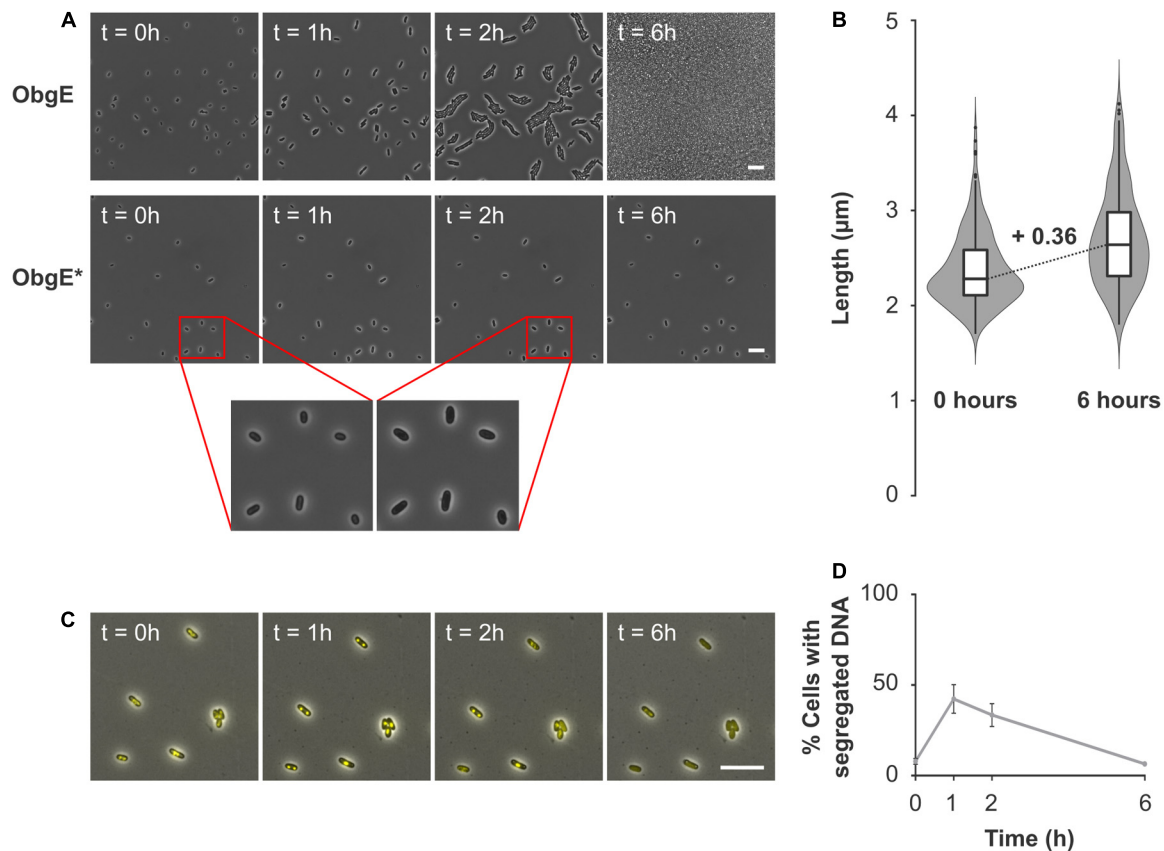 A
t = 0h t = 1h t = 2h t = 6h
ObgE
t = 0h t = 1h t = 2h t = 6h
ObgE*
B
5
4
3
2
1
0
Length (μm)
+ 0.36
0 hours 6 hours
C
t = 0h t = 1h t = 2h t = 6h
D
100
50
0
% Cells with
segregated DNA
0 1 2 6
Time (h)